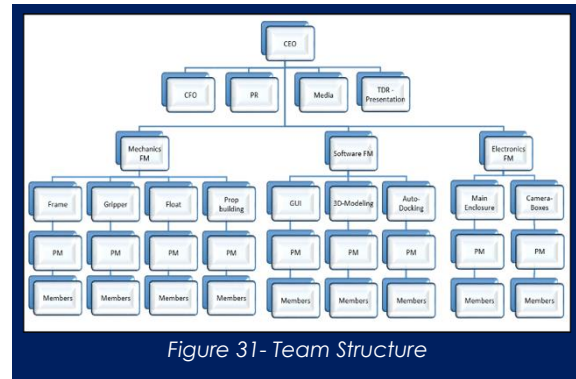 CEO
CFO
PR
Media
TDR -
Presentation
Mechanics
FM
Software FM
Electronics
FM
Frame
Gripper
Float
Prop
building
GUI
3D-Modeling
Auto-
Docking
Main
Enclosure
Camera-
Boxes
PM
PM
PM
PM
PM
PM
PM
PM
PM
Members
Members
Members
Members
Members
Members
Members
Members
Members
Figure 31- Team Structure